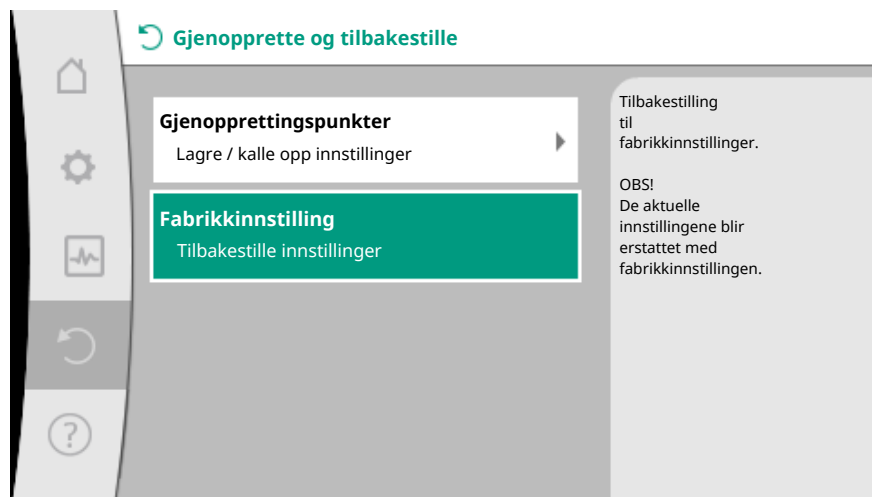 Gjenopprette og tilbakestille
Gjenopprettingspunkter
Lagre / kalle opp innstillinger
Fabrikkinnstilling
Tilbakestille innstillinger
Tilbakestilling
til
fabrikkinnstillinger.
OBS!
De aktuelle
innstillingene blir
erstattet med
fabrikkinnstillingen.
?